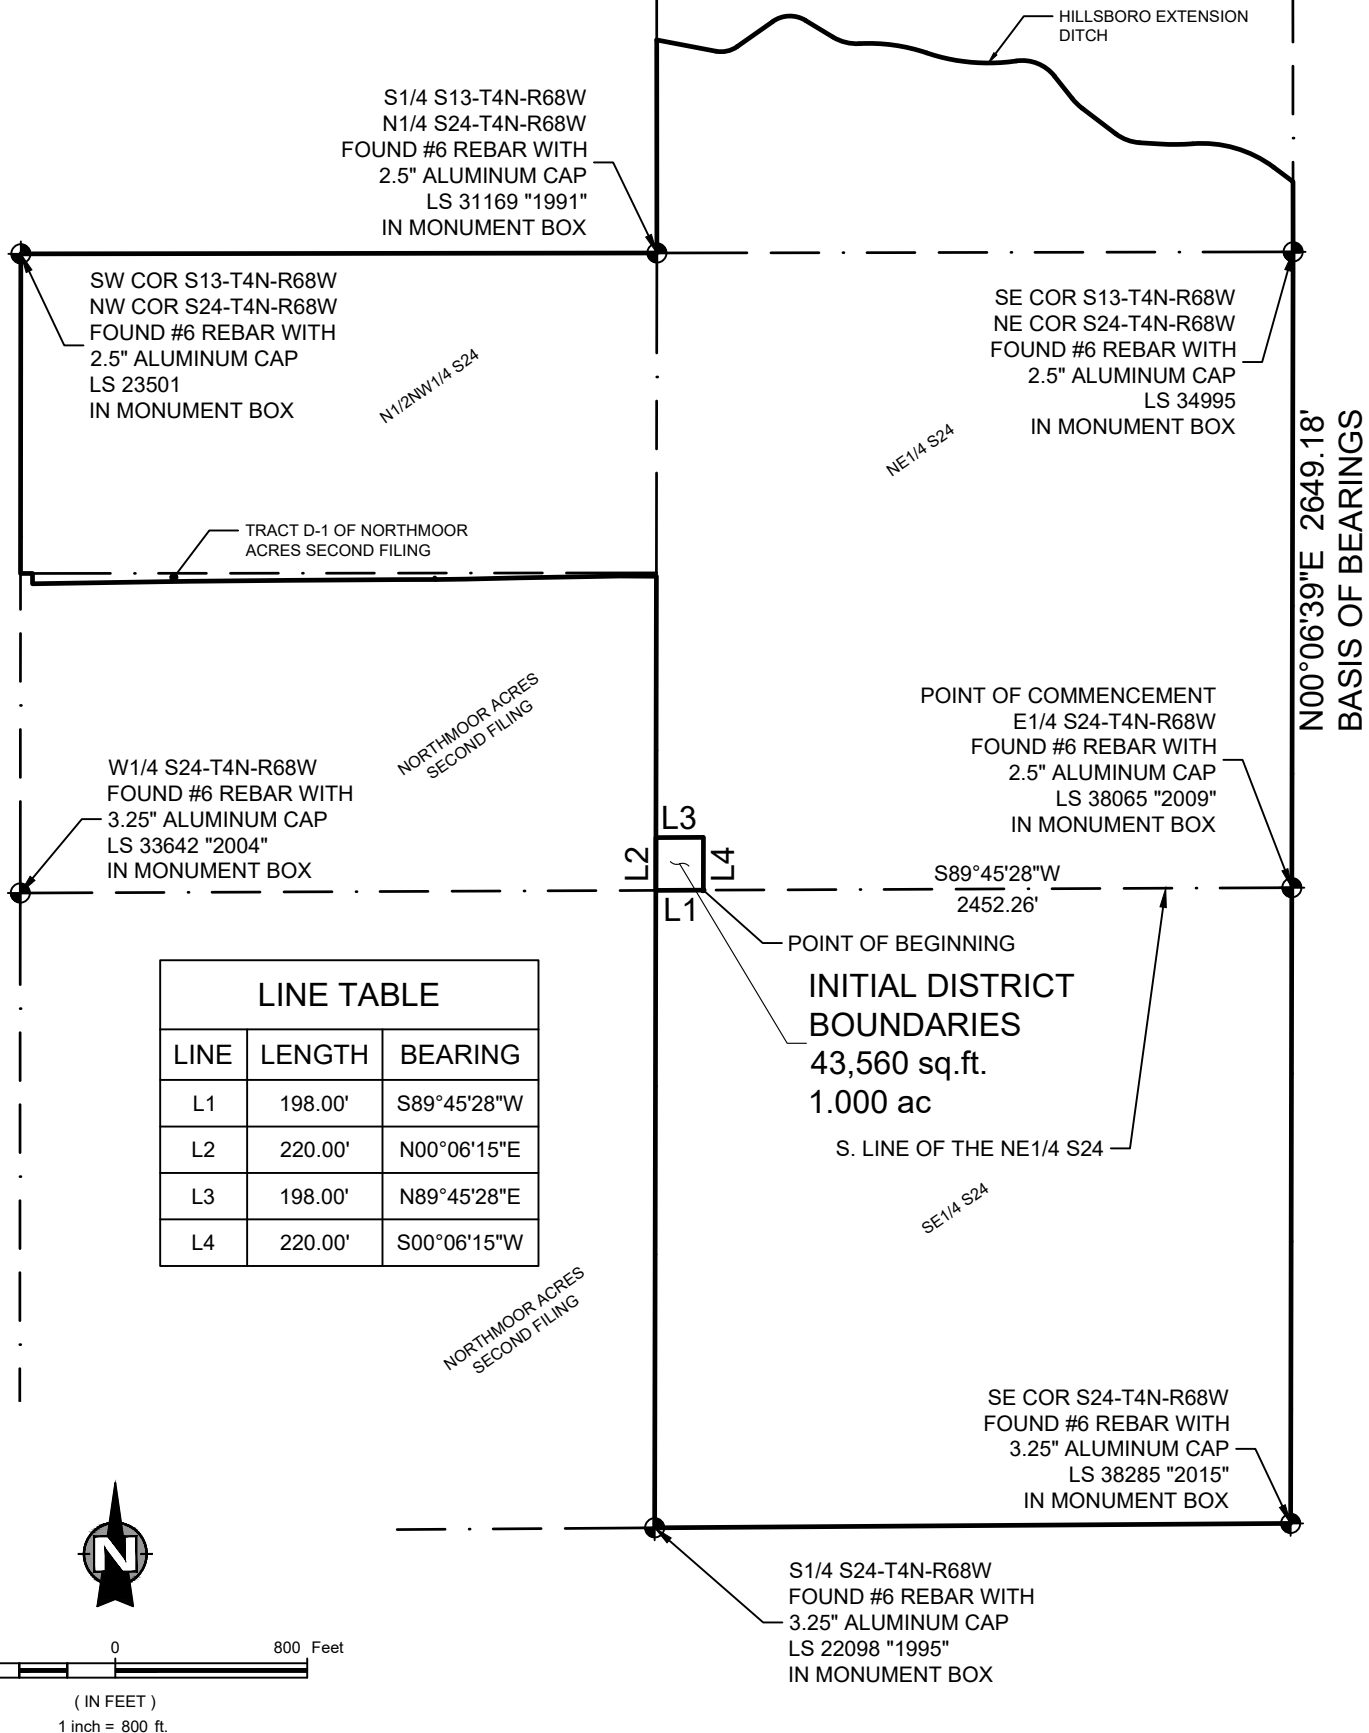 HILLSBORO EXTENSION
DITCH
S1/4 S13-T4N-R68W
N1/4 S24-T4N-R68W
FOUND #6 REBAR WITH
2.5" ALUMINUM CAP
LS 31169 "1991"
IN MONUMENT BOX
SW COR S13-T4N-R68W
NW COR S24-T4N-R68W
FOUND #6 REBAR WITH
2.5" ALUMINUM CAP
LS 23501
IN MONUMENT BOX
N1/2NW1/4 S24
SE COR S13-T4N-R68W
NE COR S24-T4N-R68W
FOUND #6 REBAR WITH
2.5" ALUMINUM CAP
LS 34995
IN MONUMENT BOX
NE1/4 S24
N00°06'39"E 2649.18'
BASIS OF BEARINGS
TRACT D-1 OF NORTHMOOR
ACRES SECOND FILING
NORTHMOOR ACRES
SECOND FILING
POINT OF COMMENCEMENT
E1/4 S24-T4N-R68W
FOUND #6 REBAR WITH
2.5" ALUMINUM CAP
LS 38065 "2009"
IN MONUMENT BOX
W1/4 S24-T4N-R68W
FOUND #6 REBAR WITH
3.25" ALUMINUM CAP
LS 33642 "2004"
IN MONUMENT BOX
L3
L2
L4
L1
S89°45'28"W
2452.26'
POINT OF BEGINNING
INITIAL DISTRICT
BOUNDARIES
43,560 sq.ft.
1.000 ac
S. LINE OF THE NE1/4 S24
LINE TABLE
LINE LENGTH BEARING
L1 198.00' S89°45'28"W
L2 220.00' N00°06'15"E
L3 198.00' N89°45'28"E
L4 220.00' S00°06'15"W
SE1/4 S24
NORTHMOOR ACRES
SECOND FILING
SE COR S24-T4N-R68W
FOUND #6 REBAR WITH
3.25" ALUMINUM CAP
LS 38285 "2015"
IN MONUMENT BOX
N
S1/4 S24-T4N-R68W
FOUND #6 REBAR WITH
3.25" ALUMINUM CAP
LS 22098 "1995"
IN MONUMENT BOX
0 800 Feet
( IN FEET )
1 inch = 800 ft.